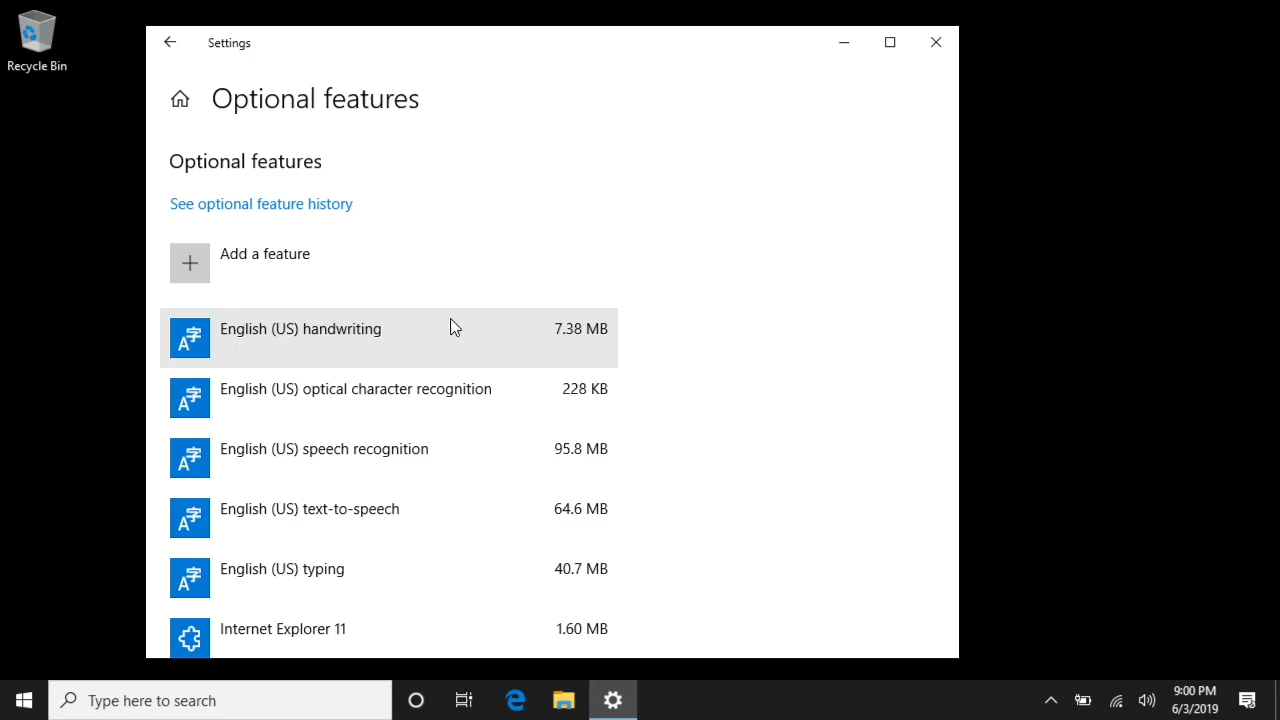 Recycle Bin
Settings
Optional features
Optional features
See optional feature history
Add a feature
English (US) handwriting 7.38 MB
English (US) optical character recognition 228 KB
English (US) speech recognition 95.8 MB
English (US) text-to-speech 64.6 MB
English (US) typing 40.7 MB
Internet Explorer 11 1.60 MB
Type here to search
9:00 PM
6/3/2019